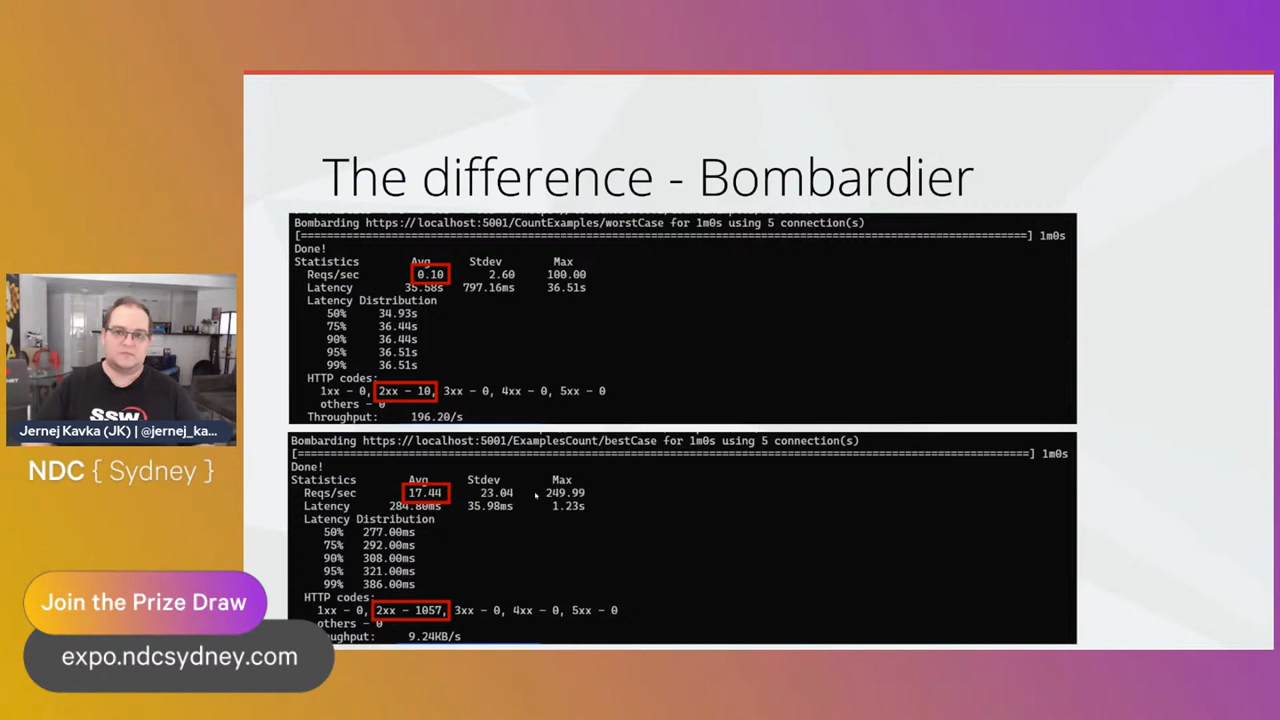 The difference - Bombardier
Bombarding https://localhost:5001/CountExamples/worstCase for 1m0s using 5 connection(s)
[==========================================================================================] 1m0s
Done!
Statistics Avg Stdev Max
Reqs/sec 0.10 2.60 100.00
Latency 35.58s 797.16ms 36.51s
Latency Distribution
50% 34.93s
75% 36.44s
90% 36.44s
95% 36.51s
99% 36.51s
HTTP codes:
1xx - 0, 2xx - 10, 3xx - 0, 4xx - 0, 5xx - 0
others - 0
Throughput: 196.20/s
Bombarding https://localhost:5001/ExamplesCount/bestCase for 1m0s using 5 connection(s)
[==========================================================================================] 1m0s
Done!
Statistics Avg Stdev Max
Reqs/sec 17.44 23.04 249.99
Latency 284.80ms 35.98ms 1.23s
Latency Distribution
50% 277.00ms
75% 292.00ms
90% 308.00ms
95% 321.00ms
99% 386.00ms
HTTP codes:
1xx - 0, 2xx - 1057, 3xx - 0, 4xx - 0, 5xx - 0
others - 0
oughput: 9.24KB/s
SSW
Jernej Kavka (JK) | @jernej_ka...
NDC { Sydney }
Join the Prize Draw
expo.ndcsydney.com